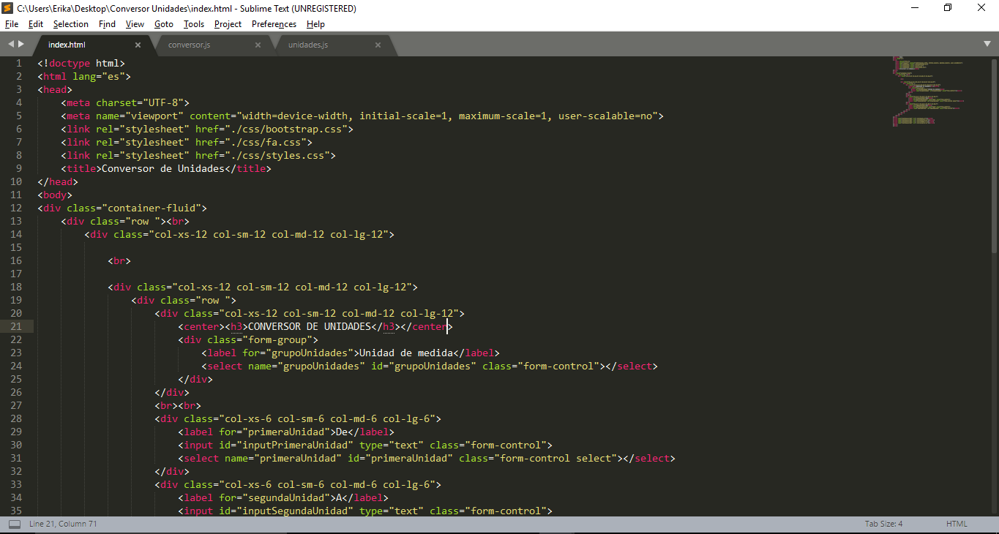 C:\Users\Erika\Desktop\Conversor Unidades\index.html - Sublime Text (UNREGISTERED)
File Edit Selection Find View Goto Tools Project Preferences Help
index.html conversor.js unidades.js
1 <!doctype html>
2 <html lang="es">
3 <head>
4 <meta charset="UTF-8">
5 <meta name="viewport" content="width=device-width, initial-scale=1, maximum-scale=1, user-scalable=no">
6 <link rel="stylesheet" href="./css/bootstrap.css">
7 <link rel="stylesheet" href="./css/fa.css">
8 <link rel="stylesheet" href="./css/styles.css">
9 <title>Conversor de Unidades</title>
10 </head>
11 <body>
12 <div class="container-fluid">
13 <div class="row "><br>
14 <div class="col-xs-12 col-sm-12 col-md-12 col-lg-12">
15
16 <br>
17
18 <div class="col-xs-12 col-sm-12 col-md-12 col-lg-12">
19 <div class="row ">
20 <div class="col-xs-12 col-sm-12 col-md-12 col-lg-12">
21 <center><h3>CONVERSOR DE UNIDADES</h3></center>
22 <div class="form-group">
23 <label for="grupoUnidades">Unidad de medida</label>
24 <select name="grupoUnidades" id="grupoUnidades" class="form-control"></select>
25 </div>
26 </div>
27 <br><br>
28 <div class="col-xs-6 col-sm-6 col-md-6 col-lg-6">
29 <label for="primeraUnidad">De</label>
30 <input id="inputPrimeraUnidad" type="text" class="form-control">
31 <select name="primeraUnidad" id="primeraUnidad" class="form-control select"></select>
32 </div>
33 <div class="col-xs-6 col-sm-6 col-md-6 col-lg-6">
34 <label for="segundaUnidad">A</label>
35 <input id="inputSegundaUnidad" type="text" class="form-control">
Line 21, Column 71 Tab Size: 4 HTML